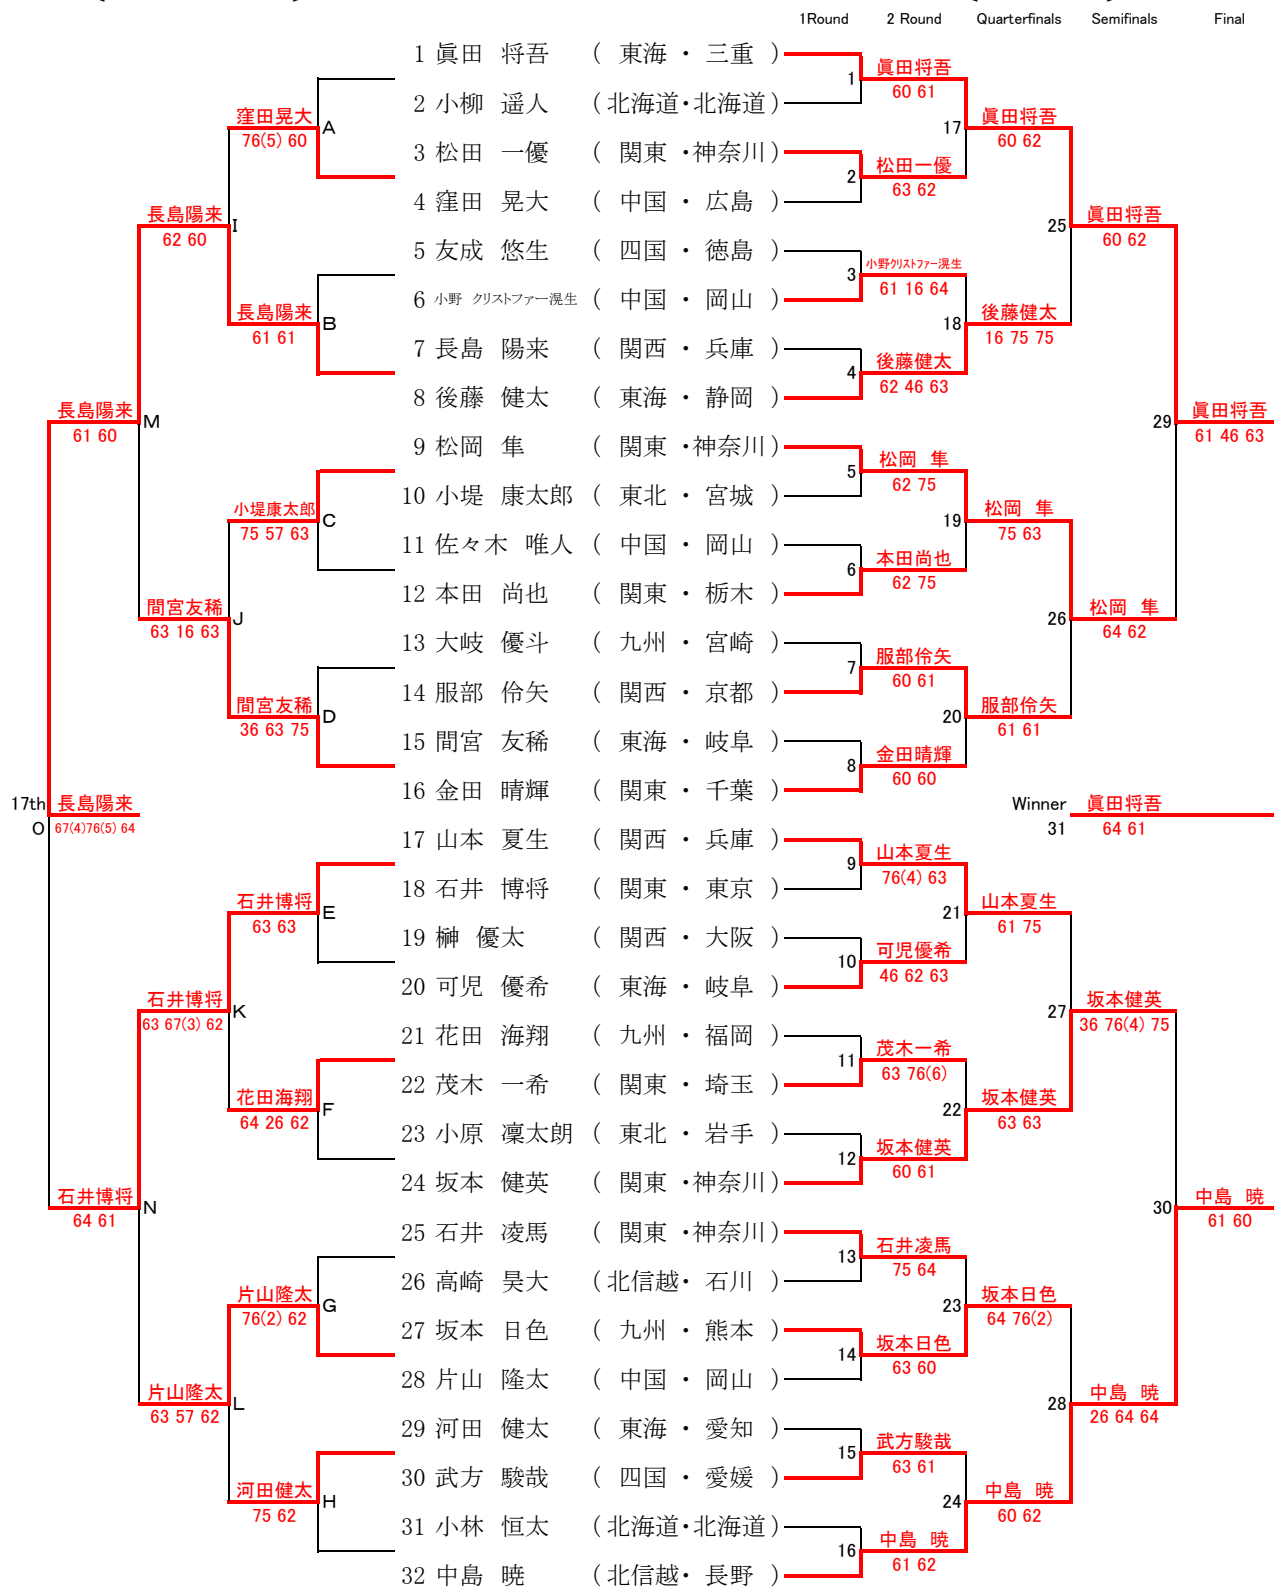 1Round 2 Round Quarterfinals Semifinals Final
1 眞田 将吾 ( 東海 ・ 三重 )
1 眞田将吾
60 61
2 小柳 遥人 (北海道・北海道)
窪田晃大 A
76(5) 60
17 眞田将吾
60 62
3 松田 一優 ( 関東 ・神奈川)
2 松田一優
63 62
4 窪田 晃大 ( 中国 ・ 広島 )
長島陽来 I
62 60
25 眞田将吾
60 62
5 友成 悠生 ( 四国 ・ 徳島 )
3 小野クリストファー滉生
61 16 64
6 小野 クリストファー滉生 ( 中国 ・ 岡山 )
長島陽来 B
61 61
18 後藤健太
16 75 75
7 長島 陽来 ( 関西 ・ 兵庫 )
4 後藤健太
62 46 63
8 後藤 健太 ( 東海 ・ 静岡 )
長島陽来 M
61 60
29 眞田将吾
61 46 63
9 松岡 隼 ( 関東 ・神奈川)
5 松岡 隼
62 75
10 小堤 康太郎 ( 東北 ・ 宮城 )
小堤康太郎 C
75 57 63
19 松岡 隼
75 63
11 佐々木 唯人 ( 中国 ・ 岡山 )
6 本田尚也
62 75
12 本田 尚也 ( 関東 ・ 栃木 )
間宮友稀 J
63 16 63
26 松岡 隼
64 62
13 大岐 優斗 ( 九州 ・ 宮崎 )
7 服部伶矢
60 61
14 服部 伶矢 ( 関西 ・ 京都 )
間宮友稀 D
36 63 75
20 服部伶矢
61 61
15 間宮 友稀 ( 東海 ・ 岐阜 )
8 金田晴輝
60 60
16 金田 晴輝 ( 関東 ・ 千葉 )
17th 長島陽来
O 67(4)76(5) 64
Winner 眞田将吾
31 64 61
17 山本 夏生 ( 関西 ・ 兵庫 )
9 山本夏生
76(4) 63
18 石井 博将 ( 関東 ・ 東京 )
石井博将 E
63 63
21 山本夏生
61 75
19 榊 優太 ( 関西 ・ 大阪 )
10 可児優希
46 62 63
20 可児 優希 ( 東海 ・ 岐阜 )
石井博将 K
63 67(3) 62
27 坂本健英
36 76(4) 75
21 花田 海翔 ( 九州 ・ 福岡 )
11 茂木一希
63 76(6)
22 茂木 一希 ( 関東 ・ 埼玉 )
花田海翔 F
64 26 62
22 坂本健英
63 63
23 小原 凜太朗 ( 東北 ・ 岩手 )
12 坂本健英
60 61
24 坂本 健英 ( 関東 ・神奈川)
石井博将 N
64 61
30 中島 暁
61 60
25 石井 凌馬 ( 関東 ・神奈川)
13 石井凌馬
75 64
26 高崎 昊大 (北信越・ 石川 )
片山隆太 G
76(2) 62
23 坂本日色
64 76(2)
27 坂本 日色 ( 九州 ・ 熊本 )
14 坂本日色
63 60
28 片山 隆太 ( 中国 ・ 岡山 )
片山隆太 L
63 57 62
28 中島 暁
26 64 64
29 河田 健太 ( 東海 ・ 愛知 )
15 武方駿哉
63 61
30 武方 駿哉 ( 四国 ・ 愛媛 )
河田健太 H
75 62
24 中島 暁
60 62
31 小林 恒太 (北海道・北海道)
16 中島 暁
61 62
32 中島 暁 (北信越・ 長野 )